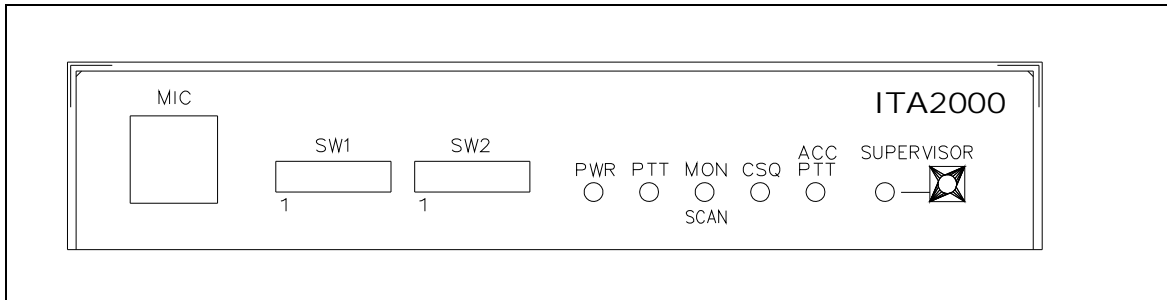 ITA2000
MIC
SW1
SW2
1
1
PWR
PTT
MON
SCAN
CSQ
ACC
PTT
SUPERVISOR